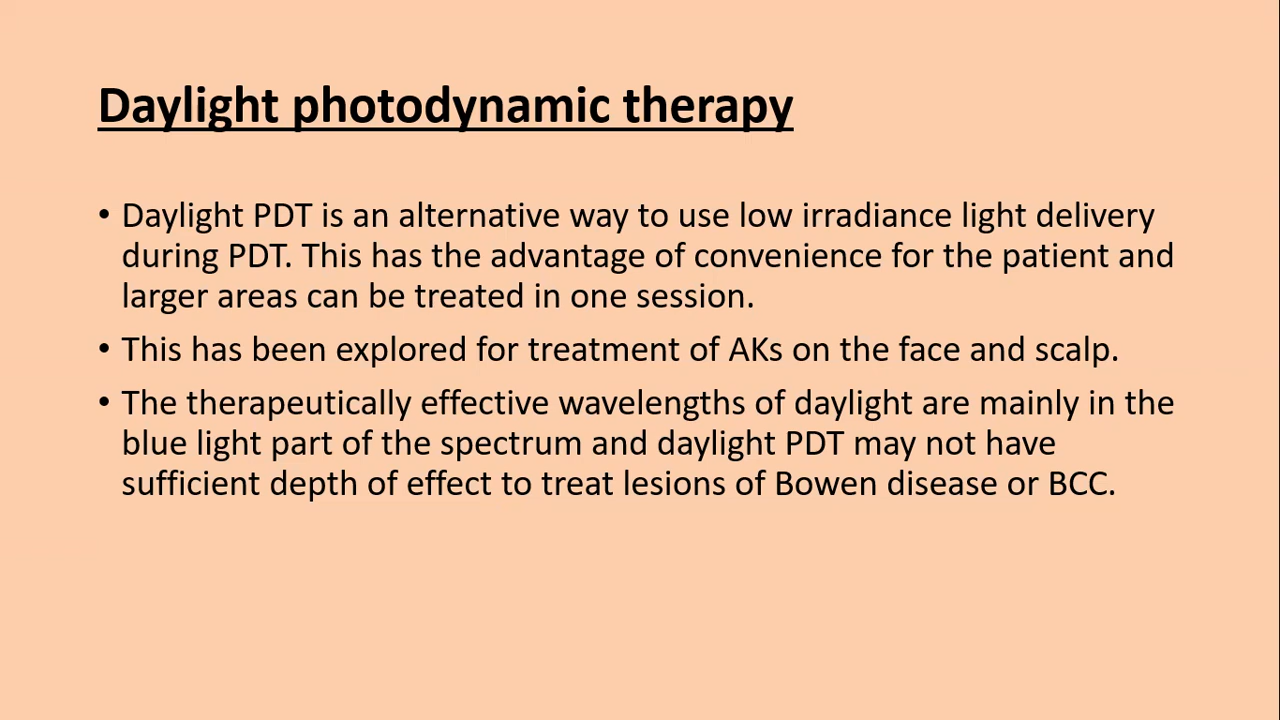 Daylight photodynamic therapy
• Daylight PDT is an alternative way to use low irradiance light delivery
during PDT. This has the advantage of convenience for the patient and
larger areas can be treated in one session.
• This has been explored for treatment of AKs on the face and scalp.
• The therapeutically effective wavelengths of daylight are mainly in the
blue light part of the spectrum and daylight PDT may not have
sufficient depth of effect to treat lesions of Bowen disease or BCC.